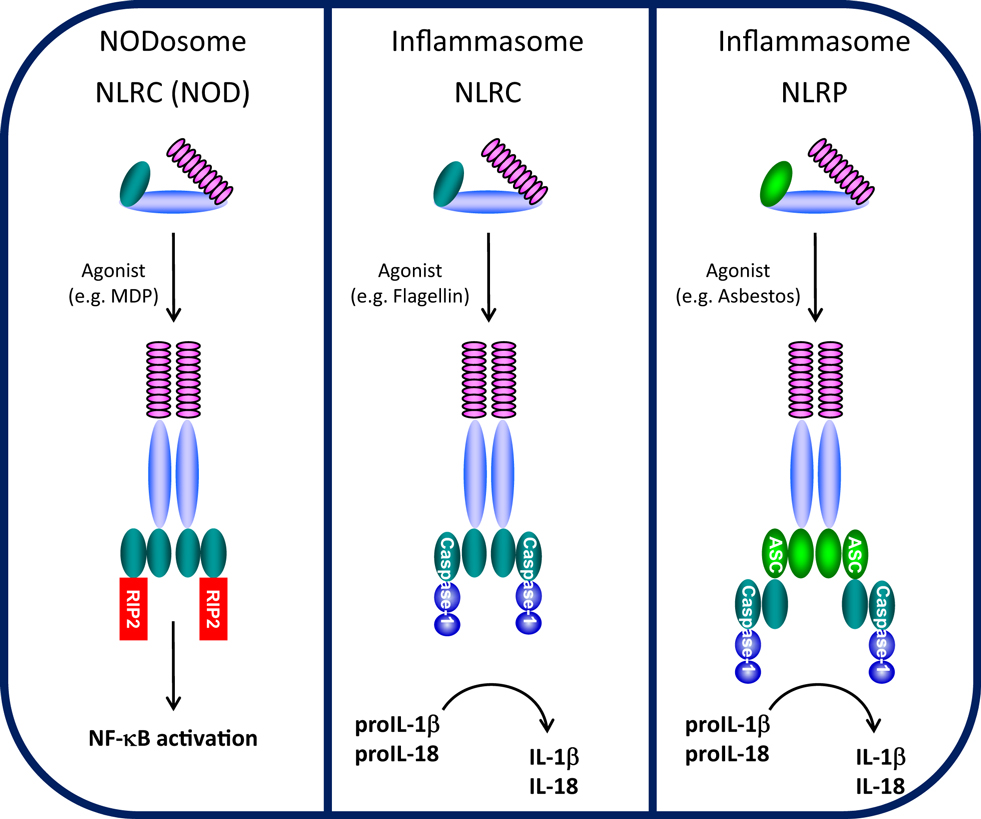 NODosome
NLRC (NOD)
Agonist
(e.g. MDP)
RIP2
RIP2
NF-κB activation
Inflammasome
NLRC
Agonist
(e.g. Flagellin)
Caspase-1
Caspase-1
proIL-1β
proIL-18
IL-1β
IL-18
Inflammasome
NLRP
Agonist
(e.g. Asbestos)
ASC
ASC
Caspase-1
Caspase-1
proIL-1β
proIL-18
IL-1β
IL-18